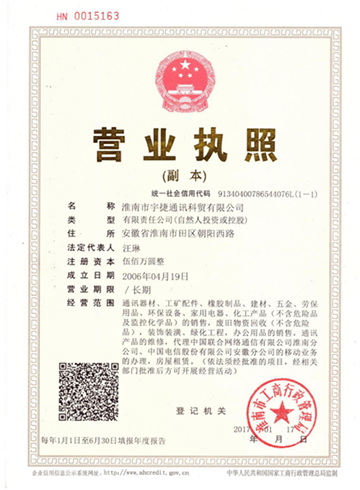 HN 0015163
营业执照
(副 本)
统一社会信用代码 91340400786544076L(1-1)
名 称 淮南市宇捷通讯科贸有限公司
类 型 有限责任公司(自然人投资或控股)
住 所 安徽省淮南市田区朝阳西路
法定代表人 汪琳
注册资本 伍佰万圆整
成立日期 2006年04月19日
营业期限 / 长期
经营范围 通讯器材、工矿配件、橡胶制品、建材、五金、劳保
用品、环保设备、家用电器、化工产品(不含危险品
及监控化学品)的销售,废旧物资回收(不含危险
品),装饰装潢、绿化工程,办公用品的销售,通讯
产品的维修,代理中国联合网络通信有限公司淮南分
公司、中国电信股份有限公司安徽分公司的移动业务
的办理,房屋租赁。(依法须经批准的项目,经相关
部门批准后方可开展经营活动)
登记机关
淮南市工商行政管理局
2017年 01月 17日
每年1月1日至6月30日填报年度报告
企业信用信息公示系统网址:http://www.ahcredit.gov.cn
中华人民共和国国家工商行政管理总局监制